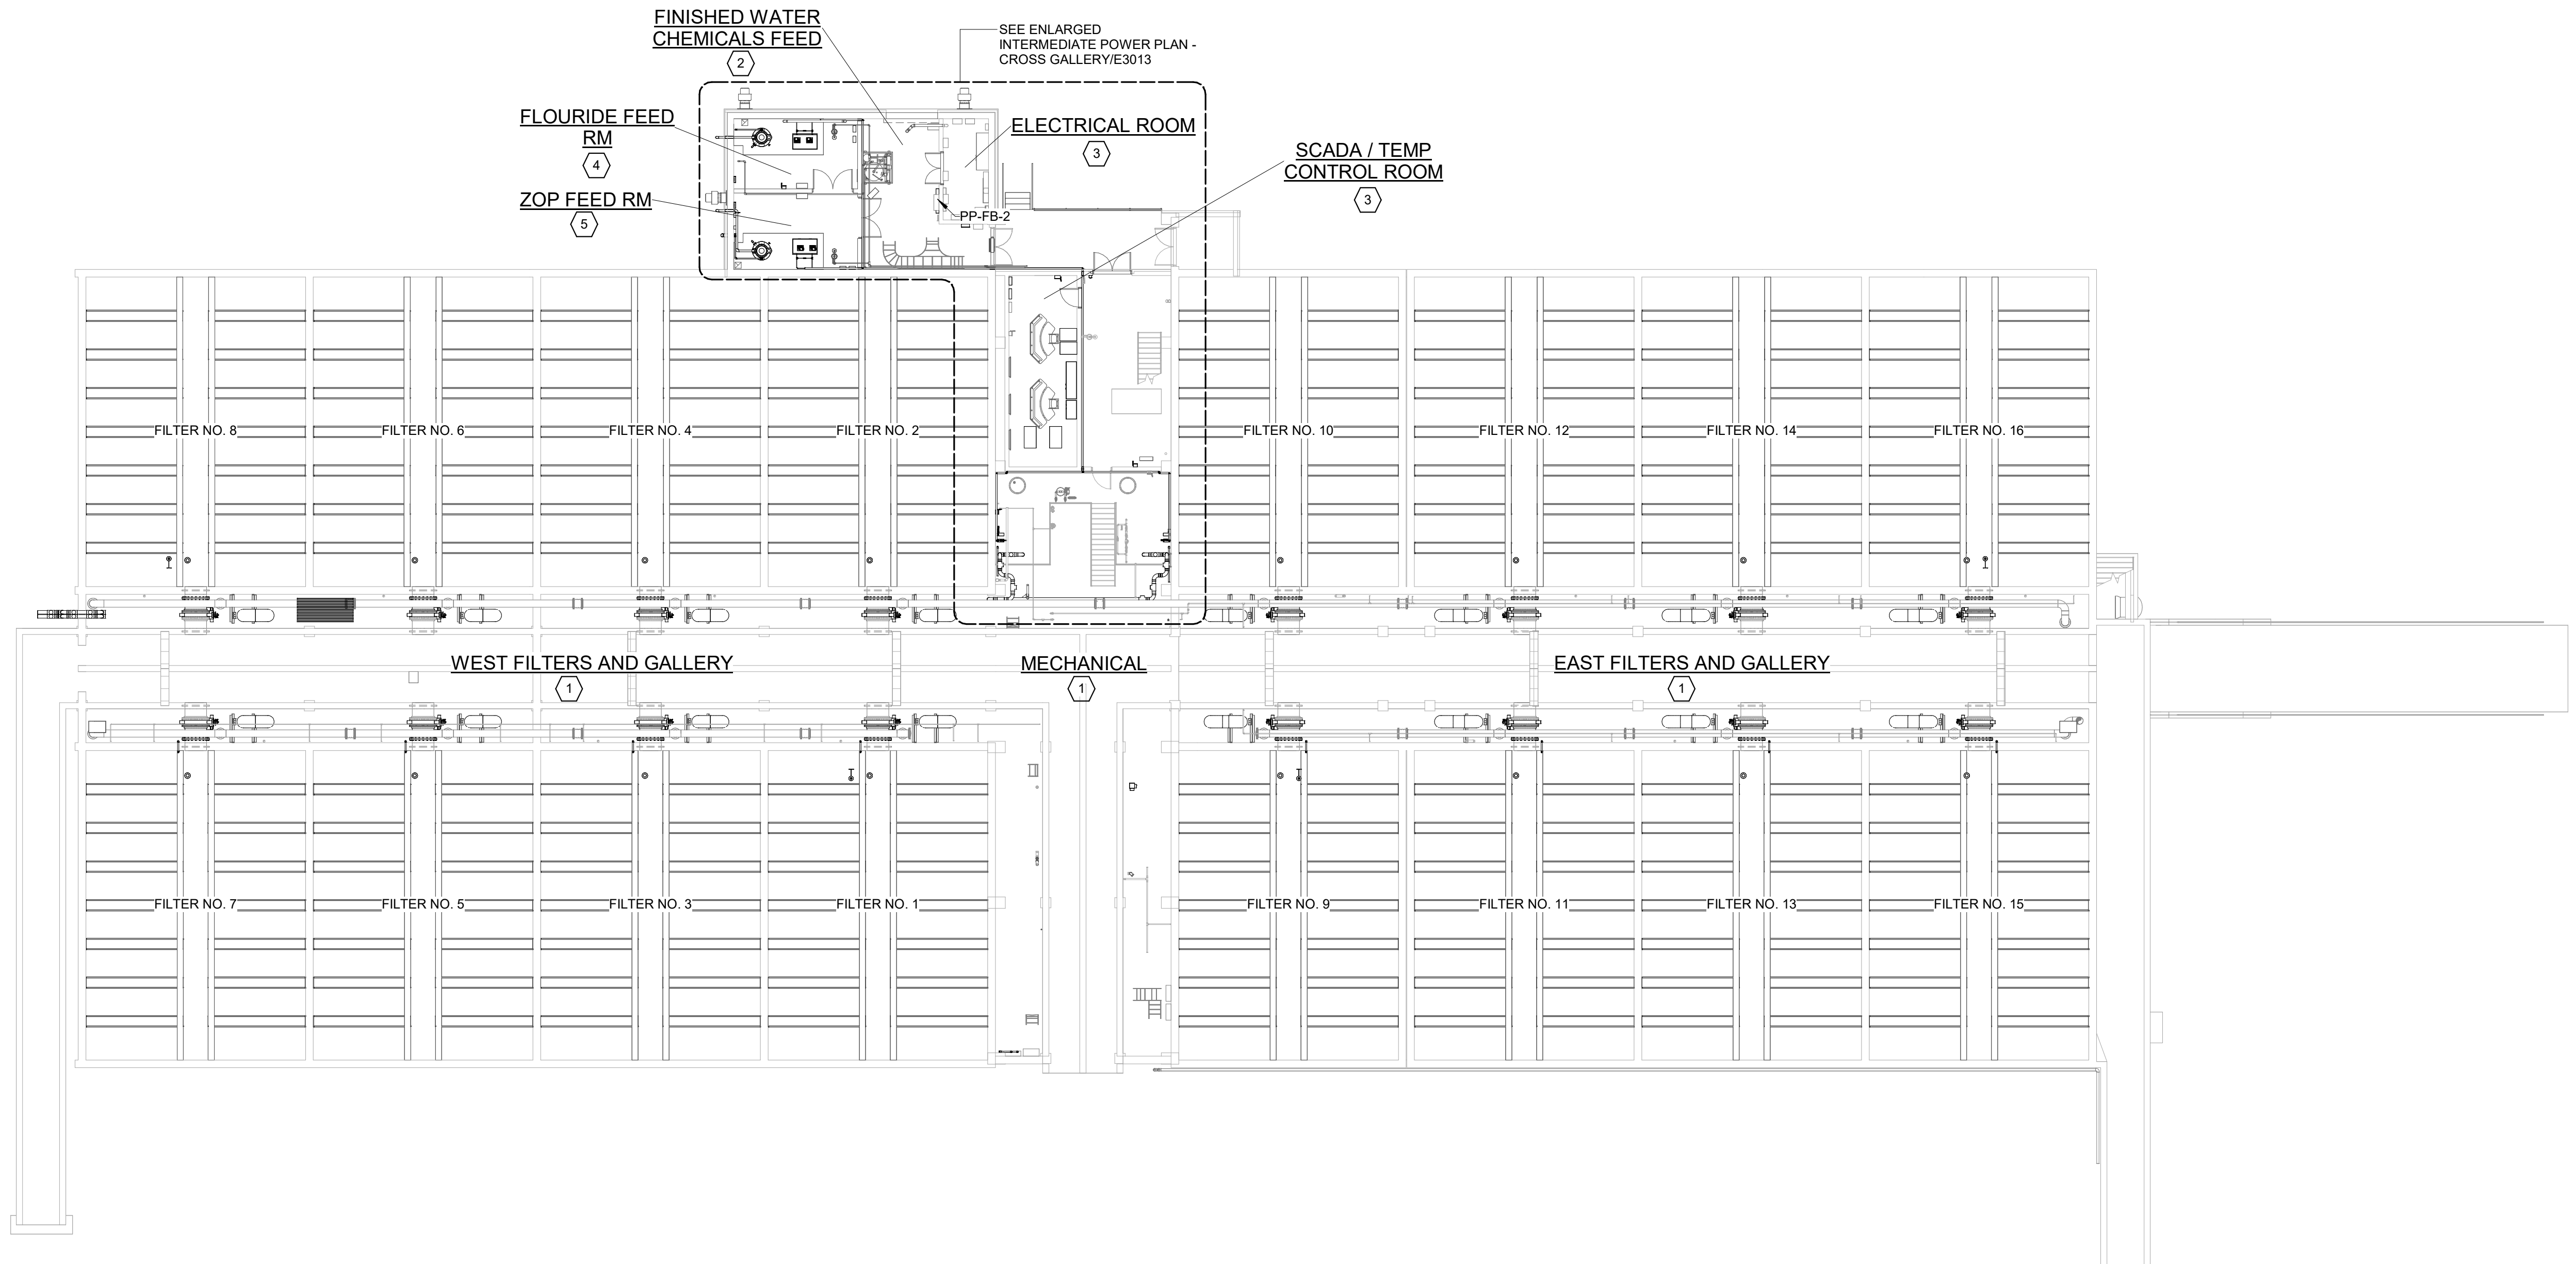 FINISHED WATER
CHEMICALS FEED
2
SEE ENLARGED
INTERMEDIATE POWER PLAN -
CROSS GALLERY/E3013
FLOURIDE FEED
RM
4
ELECTRICAL ROOM
3
SCADA / TEMP
CONTROL ROOM
3
ZOP FEED RM
5
PP-FB-2
FILTER NO. 8
FILTER NO. 6
FILTER NO. 4
FILTER NO. 2
FILTER NO. 10
FILTER NO. 12
FILTER NO. 14
FILTER NO. 16
WEST FILTERS AND GALLERY
1
MECHANICAL
1
EAST FILTERS AND GALLERY
1
FILTER NO. 7
FILTER NO. 5
FILTER NO. 3
FILTER NO. 1
FILTER NO. 9
FILTER NO. 11
FILTER NO. 13
FILTER NO. 15